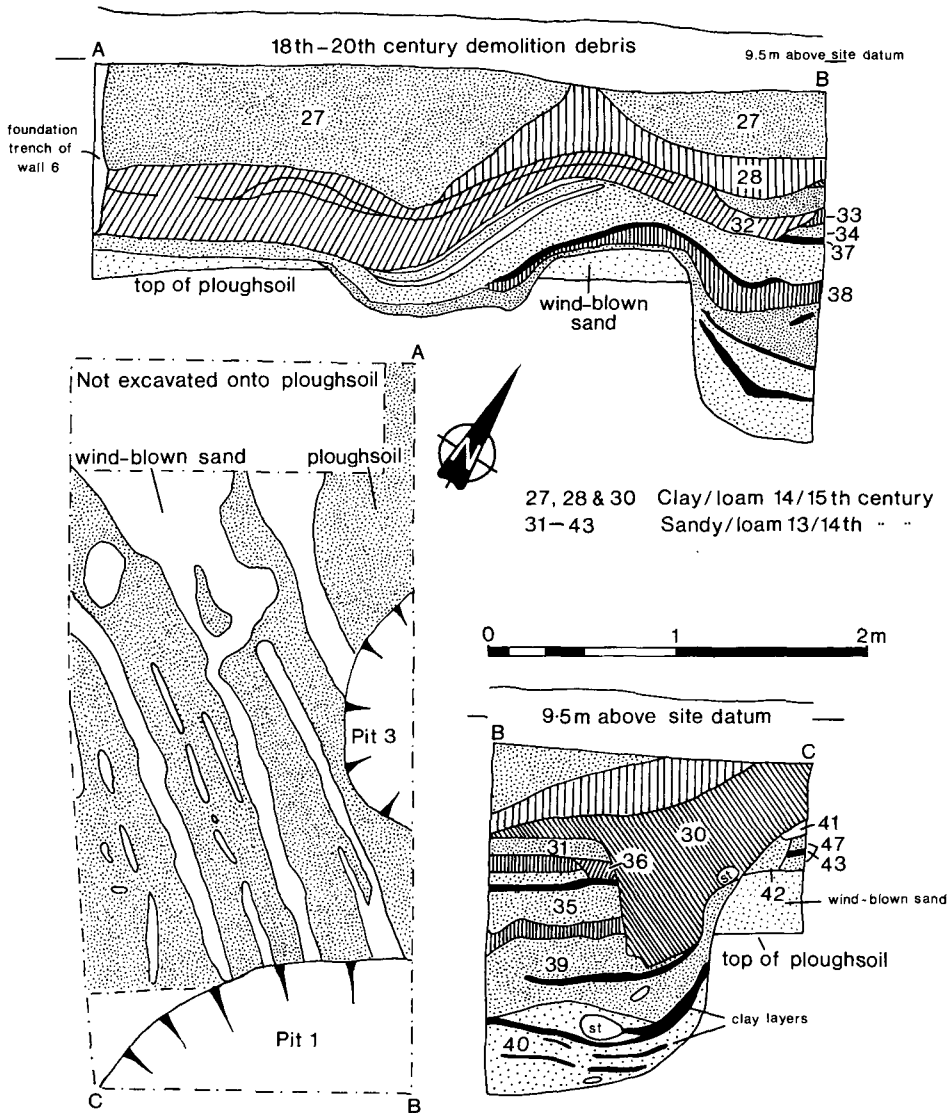 18th–20th century demolition debris
A
9.5m above site datum
B
27
27
foundation
trench of
wall 6
28
33
32
34
37
top of ploughsoil
wind–blown
sand
38
A
Not excavated onto ploughsoil
wind–blown sand
ploughsoil
N
27, 28 & 30 Clay/loam 14/15th century
31–43 Sandy/loam 13/14th " "
0 1 2m
Pit 3
9·5m above site datum
B
C
30
41
31
36
47
43
st
42
wind-blown sand
35
top of ploughsoil
39
clay layers
st
40
Pit 1
C
B